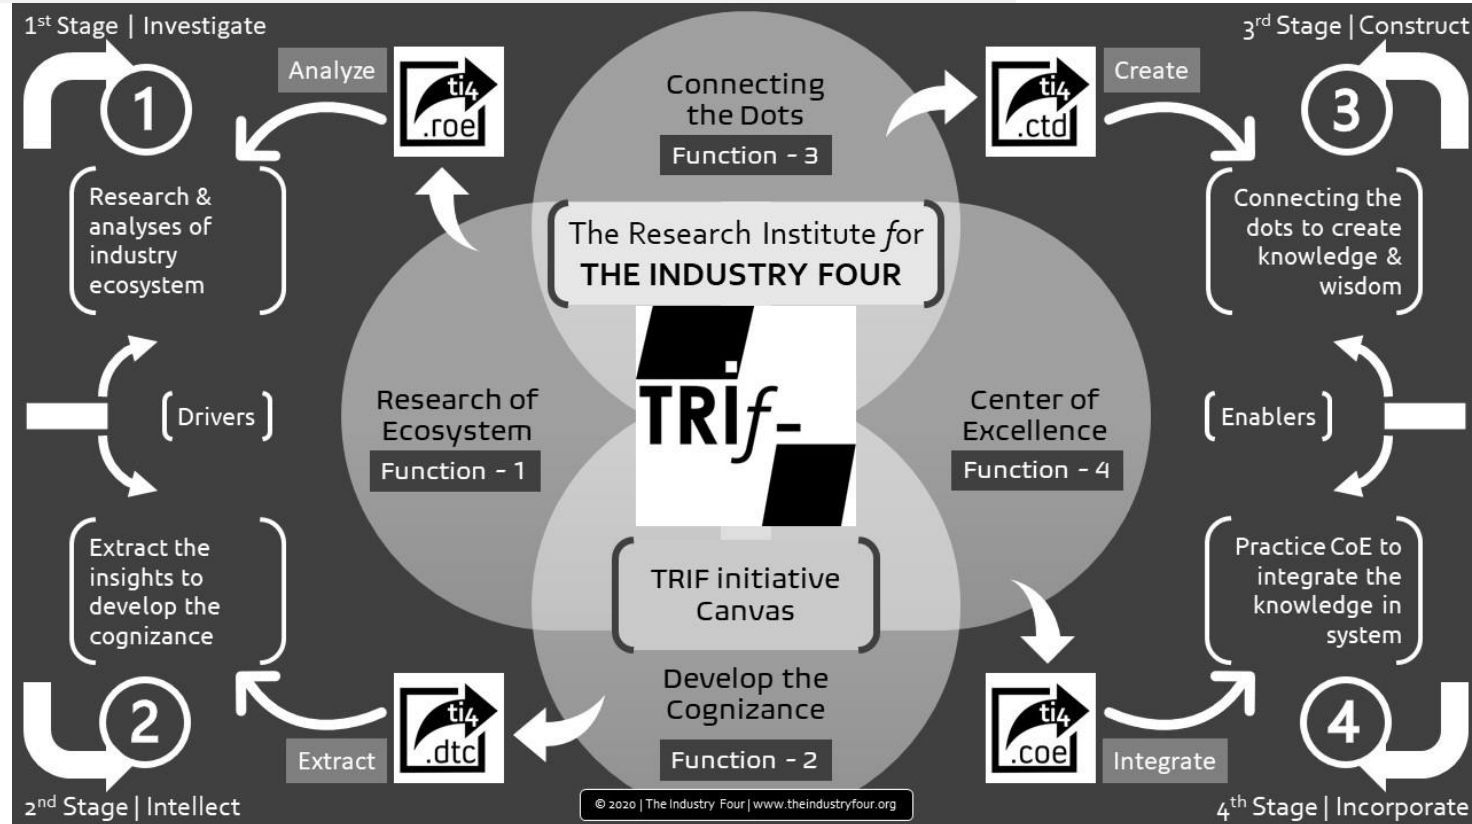 1st Stage | Investigate
1
Analyze
ti4
.roe
Research &
analyses of
industry
ecosystem
Drivers
Extract the
insights to
develop the
cognizance
2
Extract
ti4
.dtc
2nd Stage | Intellect
Connecting
the Dots
Function - 3
The Research Institute for
THE INDUSTRY FOUR
TRif-
Research of
Ecosystem
Function - 1
Center of
Excellence
Function - 4
TRIF initiative
Canvas
Develop the
Cognizance
Function - 2
© 2020 | The Industry Four | www.theindustryfour.org
3rd Stage | Construct
3
Create
ti4
.ctd
Connecting the
dots to create
knowledge &
wisdom
Enablers
Practice CoE to
integrate the
knowledge in
system
4
Integrate
ti4
.coe
4th Stage | Incorporate